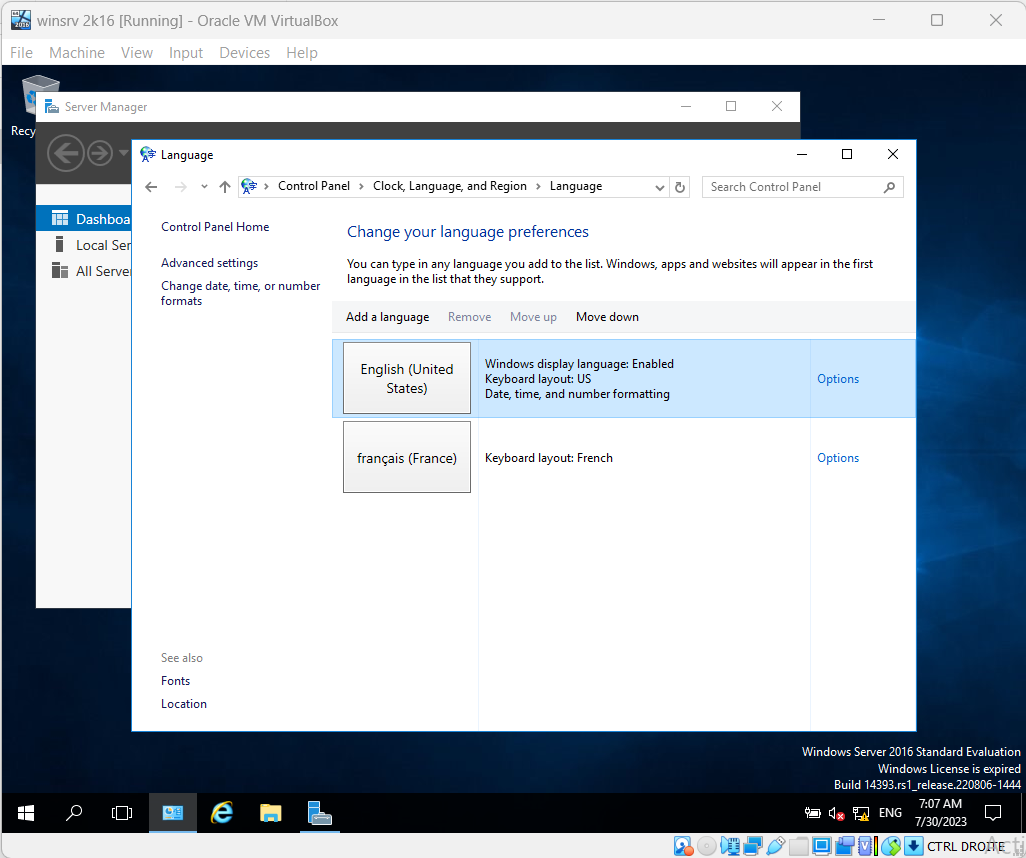 winsrv 2k16 [Running] - Oracle VM VirtualBox
File Machine View Input Devices Help
Server Manager
Language
Control Panel Clock, Language, and Region Language
Search Control Panel
Dashboa
Local Ser
All Server
Control Panel Home
Advanced settings
Change date, time, or number
formats
Change your language preferences
You can type in any language you add to the list. Windows, apps and websites will appear in the first
language in the list that they support.
Add a language Remove Move up Move down
English (United
States)
Windows display language: Enabled
Keyboard layout: US
Date, time, and number formatting
Options
français (France)
Keyboard layout: French
Options
See also
Fonts
Location
Windows Server 2016 Standard Evaluation
Windows License is expired
Build 14393.rs1_release.220806-1444
ENG
7:07 AM
7/30/2023
CTRL DROITE